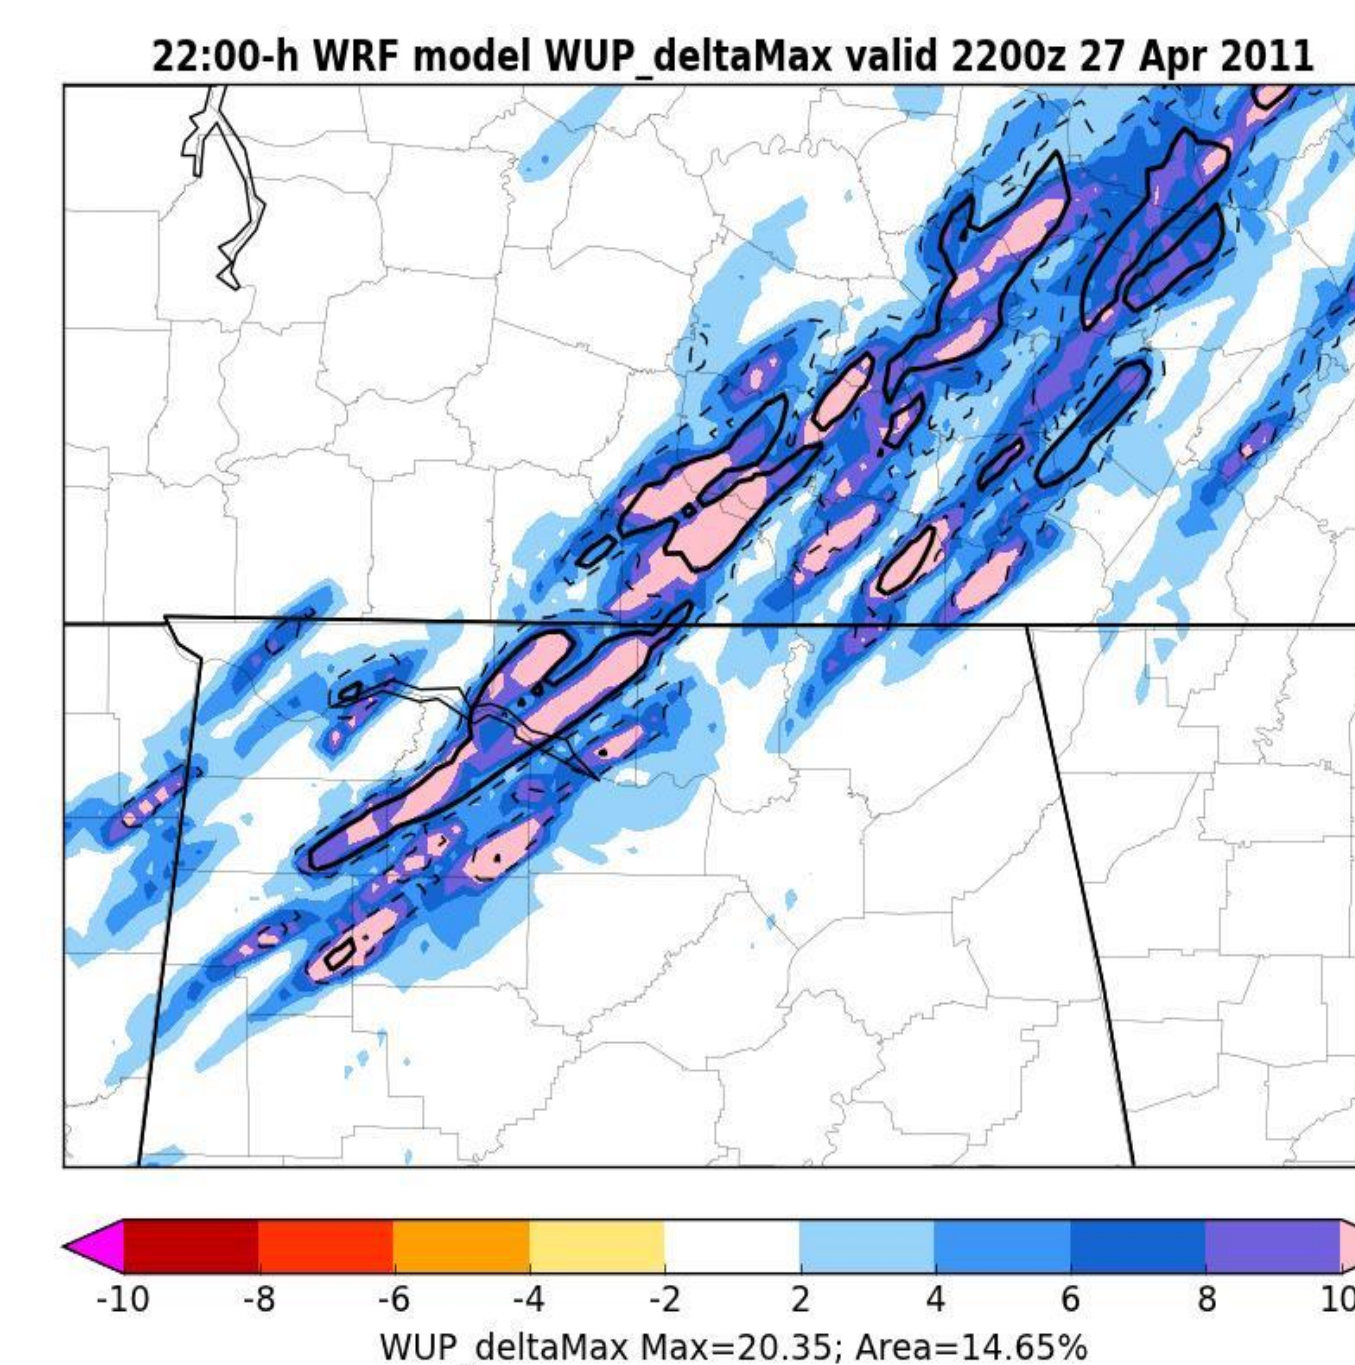 22:00-h WRF model WUP_deltaMax valid 2200z 27 Apr 2011
-10 -8 -6 -4 -2 2 4 6 8 10
WUP_deltaMax Max=20.35; Area=14.65%